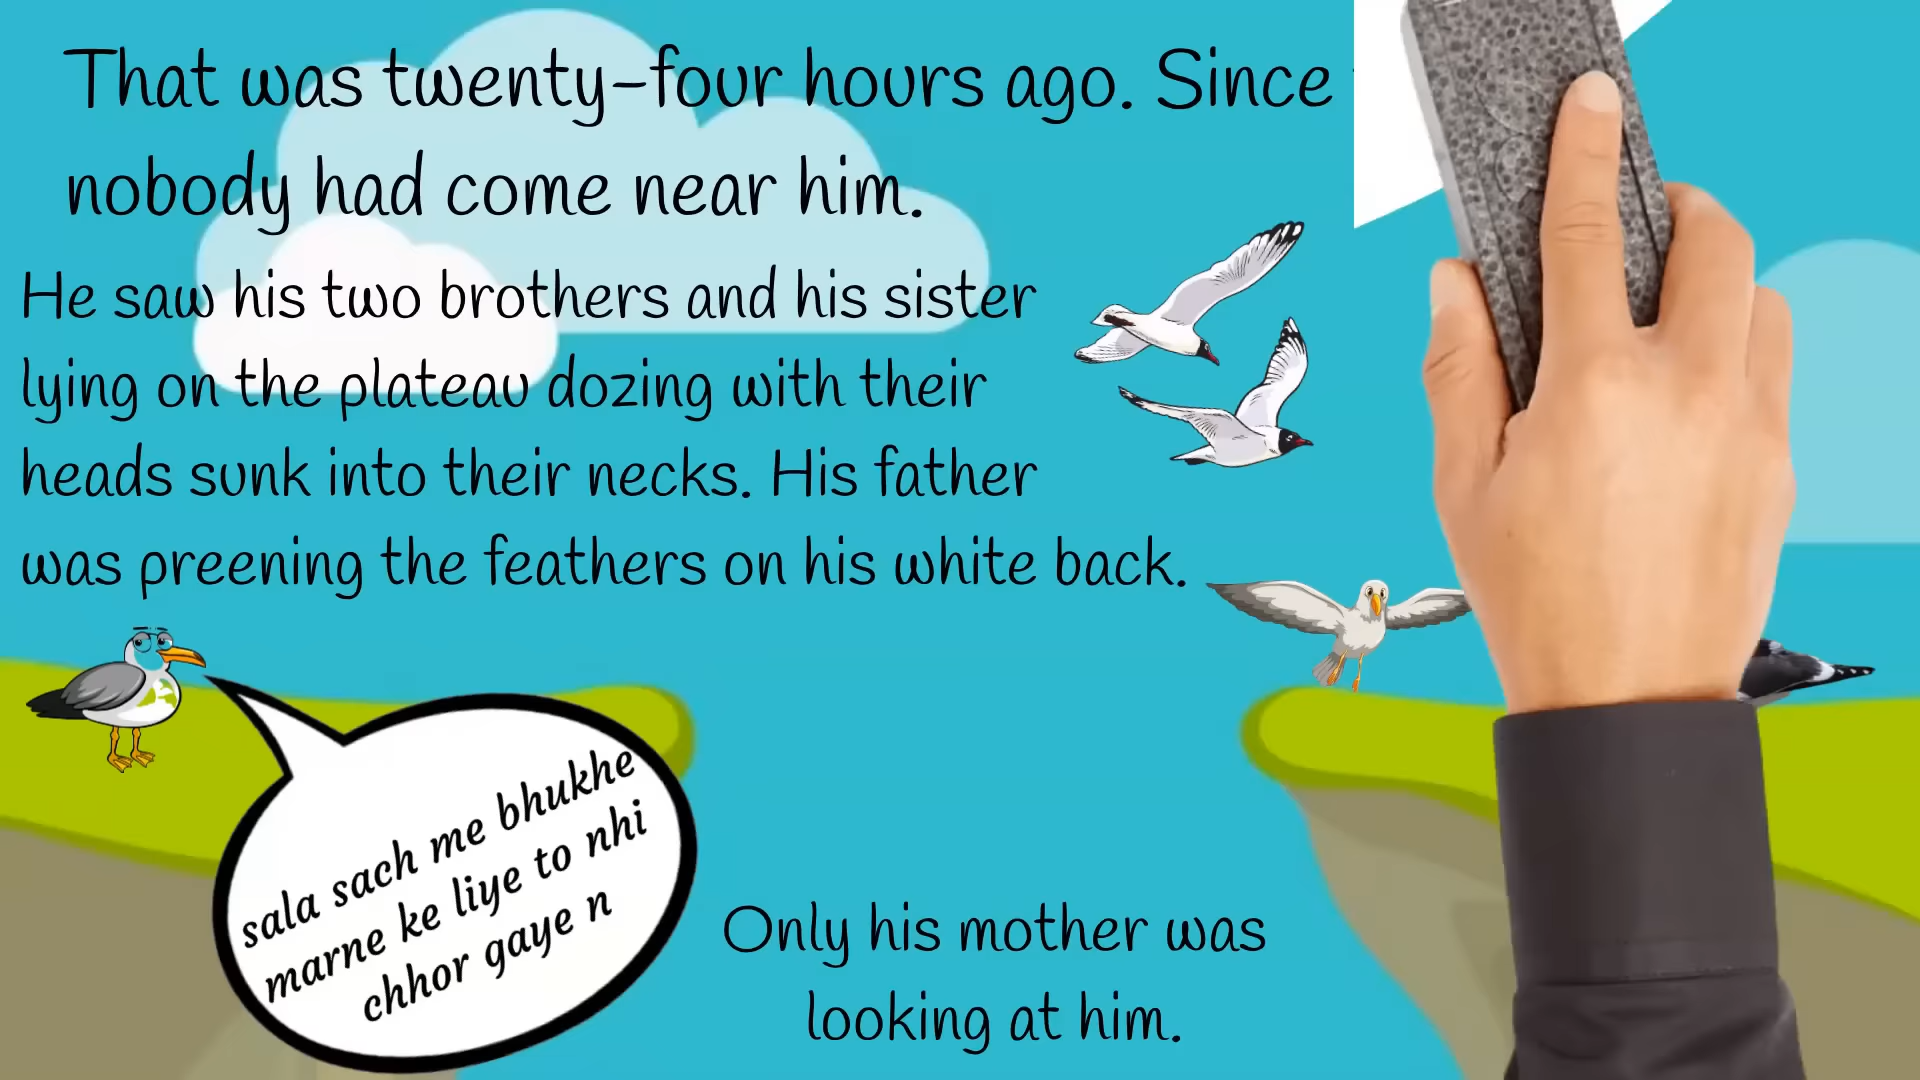 That was twenty-four hours ago. Since
nobody had come near him.
He saw his two brothers and his sister
lying on the plateau dozing with their
heads sunk into their necks. His father
was preening the feathers on his white back.
sala sach me bhukhe
marne ke liye to nhi
chhor gaye n
Only his mother was
looking at him.